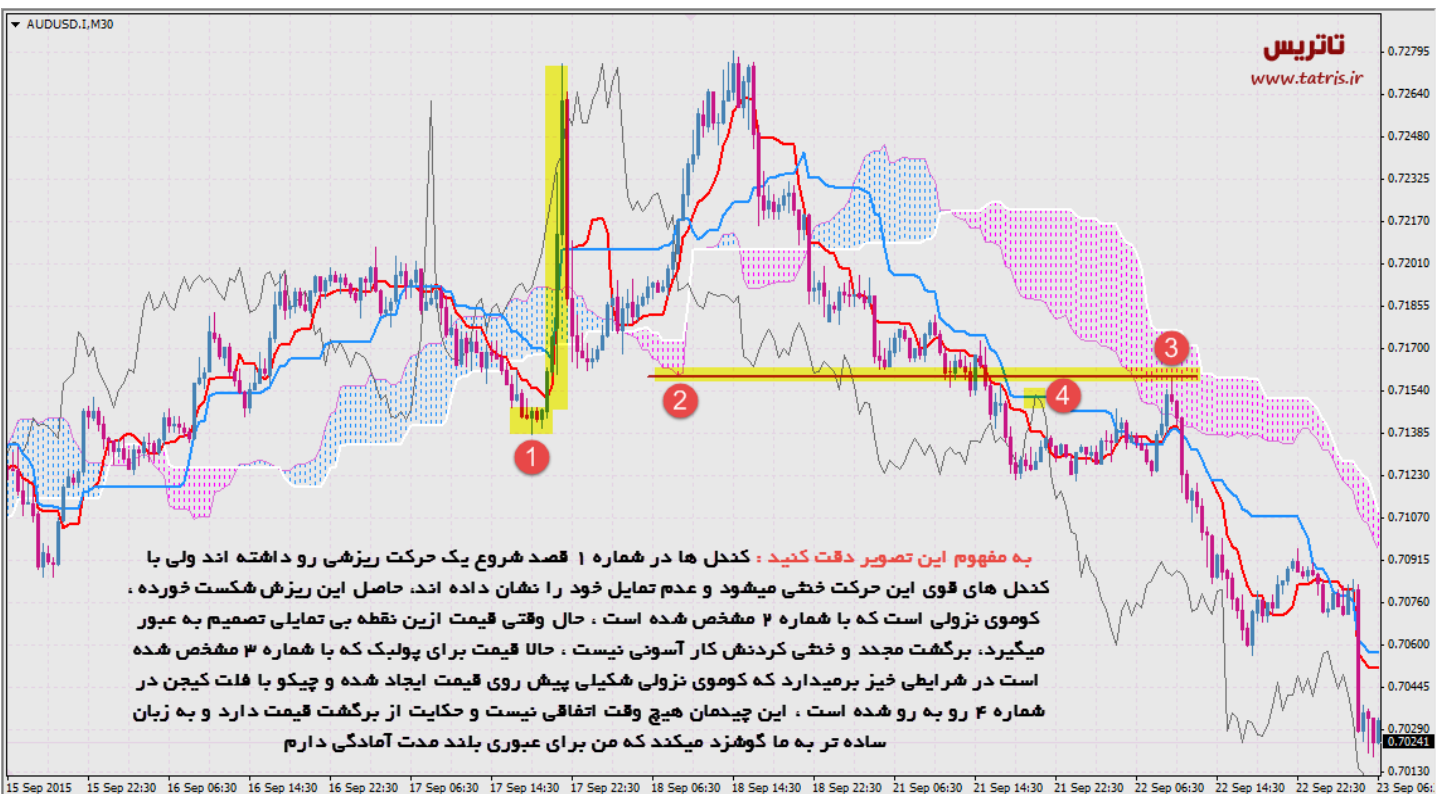 AUDUSD.I,M30
تاتریس
www.tatris.ir
0.72795
0.72640
0.72480
0.72325
0.72170
0.72010
0.71855
0.71700
0.71540
0.71385
0.71230
0.71070
0.70915
0.70760
0.70600
0.70445
0.70290
0.70241
0.70130
1
2
3
4
به مفهوم این تصویر دقت کنید : کندل ها در شماره ۱ قصد شروع یک حرکت ریزشی رو داشته اند ولی با
کندل های قوی این حرکت خنثی میشود و عدم تمایل خود را نشان داده اند، حاصل این ریزش شکست خورده ،
کوموی نزولی است که با شماره ۲ مشخص شده است ، حال وقتی قیمت ازین نقطه بی تمایلی تصمیم به عبور
میگیرد، برگشت مجدد و خنثی کردنش کار آسونی نیست ، حالا قیمت برای پولبک که با شماره ۳ مشخص شده
است در شرایطی خیز برمیدارد که کوموی نزولی شکیلی پیش روی قیمت ایجاد شده و چیکو با فلت کیجن در
شماره ۴ رو به رو شده است ، این چیدمان هیچ وقت اتفاقی نیست و حکایت از برگشت قیمت دارد و به زبان
ساده تر به ما گوشزد میکند که من برای عبوری بلند مدت آمادگی دارم
15 Sep 2015 15 Sep 22:30 16 Sep 06:30 16 Sep 14:30 16 Sep 22:30 17 Sep 06:30 17 Sep 14:30 17 Sep 22:30 18 Sep 06:30 18 Sep 14:30 18 Sep 22:30 21 Sep 06:30 21 Sep 14:30 21 Sep 22:30 22 Sep 06:30 22 Sep 14:30 22 Sep 22:30 23 Sep 06: